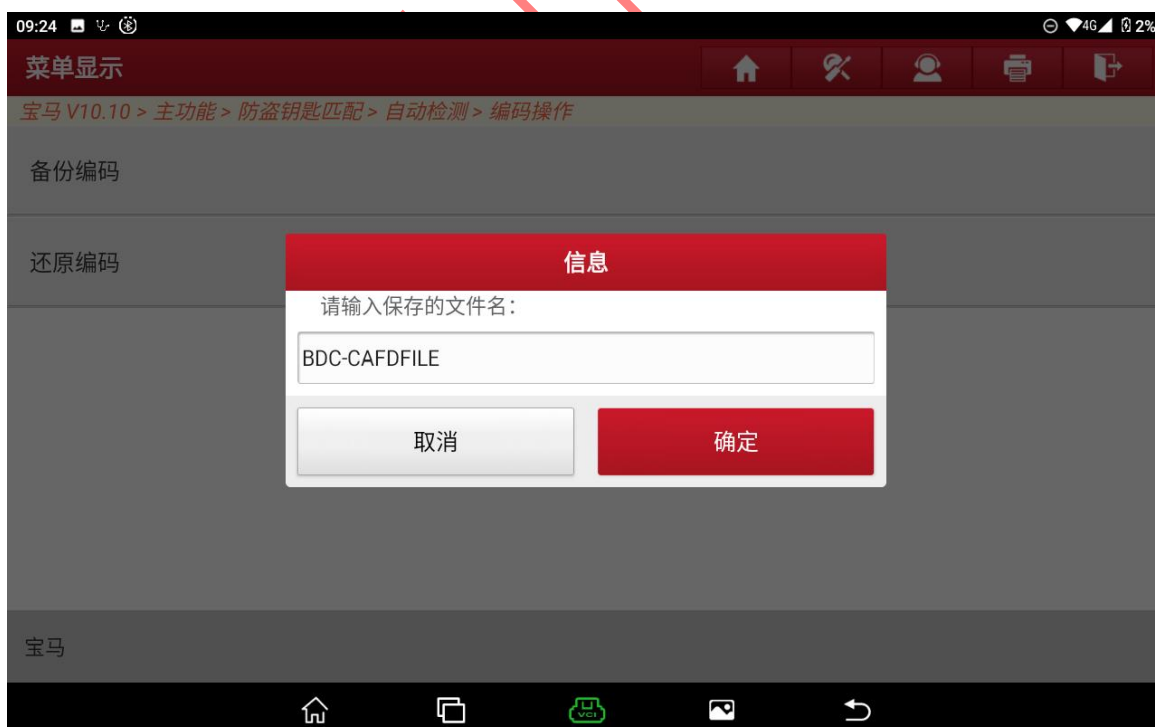 09:24 4G 2%
菜单显示
宝马 V10.10 > 主功能 > 防盗钥匙匹配 > 自动检测 > 编码操作
备份编码
还原编码
信息
请输入保存的文件名：
BDC-CAFDFILE
取消 确定
宝马
VCI